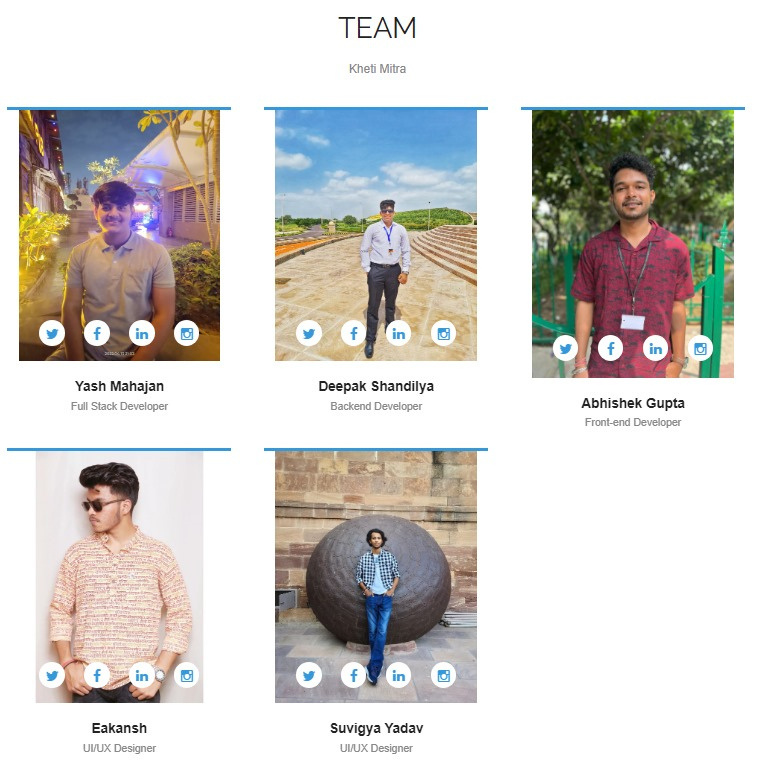 TEAM
Kheti Mitra
Yash Mahajan
Full Stack Developer
Deepak Shandilya
Backend Developer
Abhishek Gupta
Front-end Developer
Eakansh
UI/UX Designer
Suvigya Yadav
UI/UX Designer